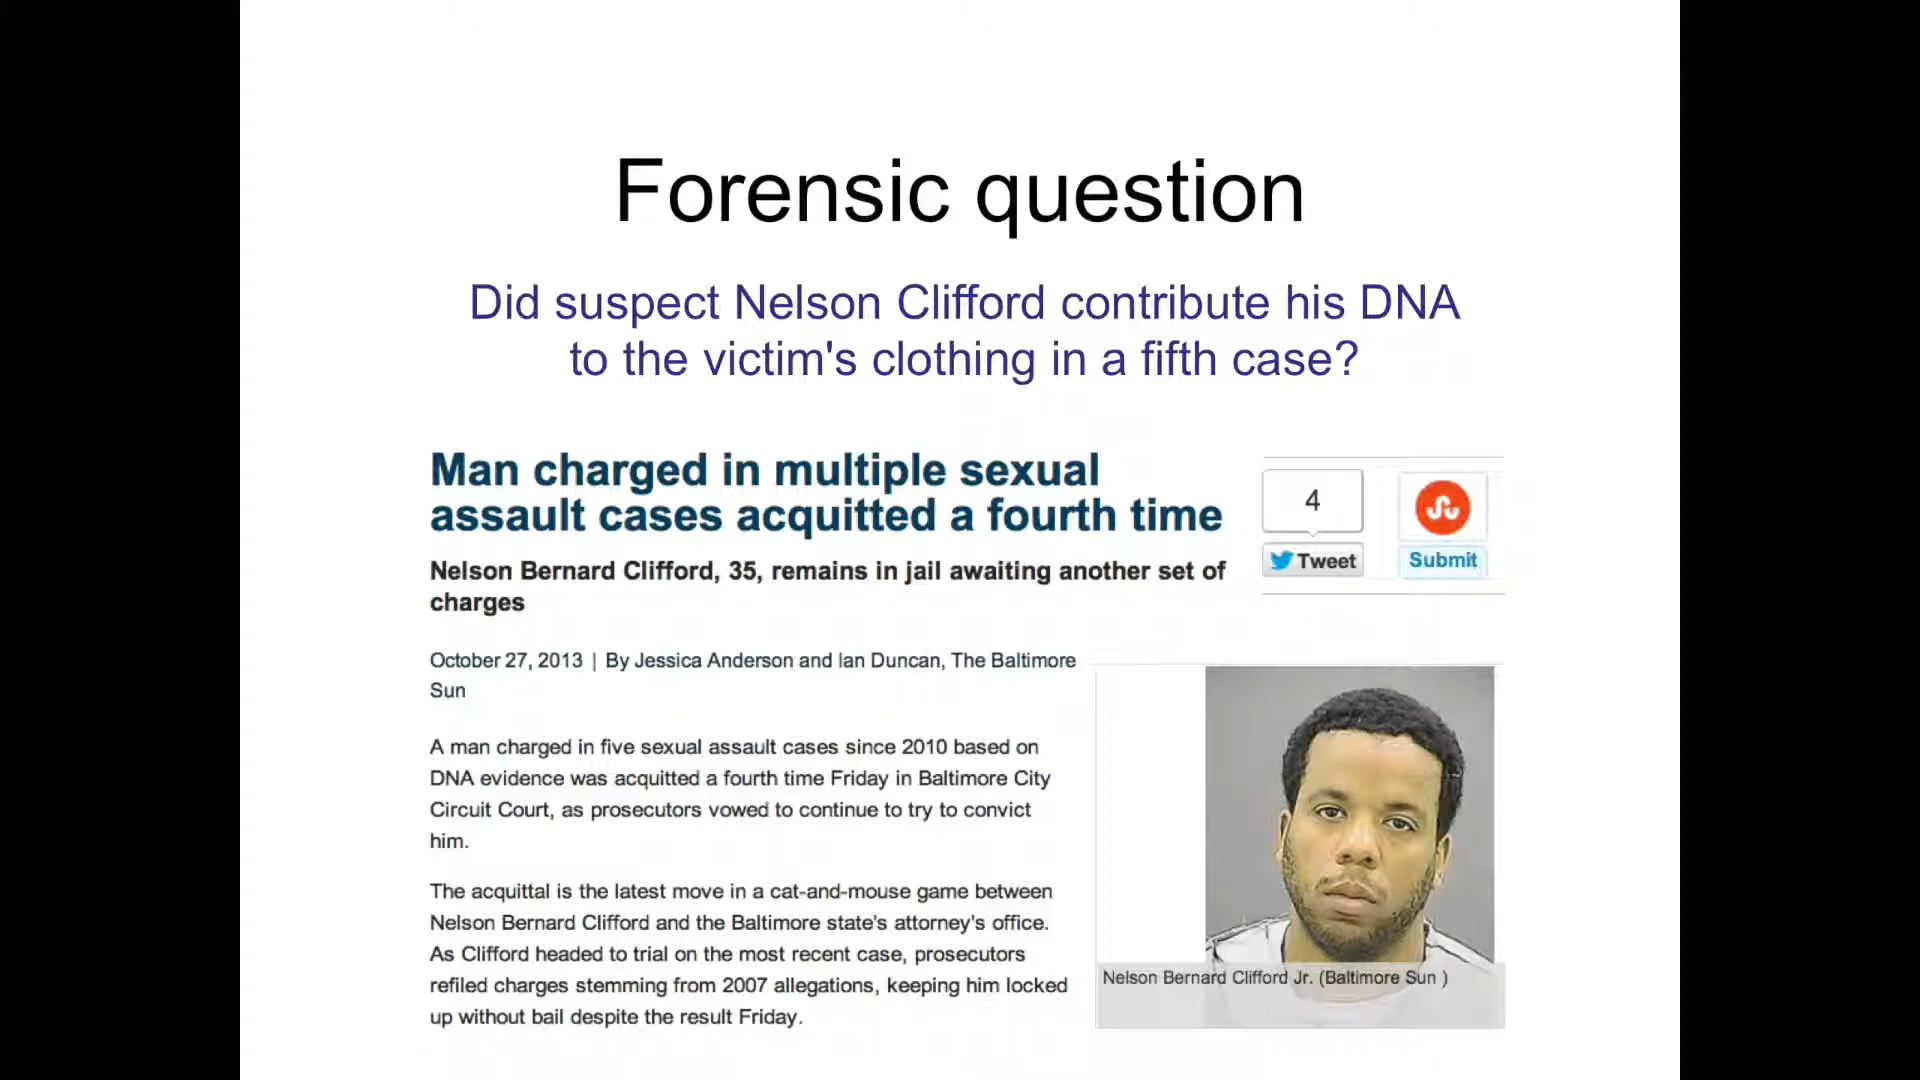 Forensic question
Did suspect Nelson Clifford contribute his DNA
to the victim's clothing in a fifth case?
Man charged in multiple sexual
assault cases acquitted a fourth time
4
Tweet
Submit
Nelson Bernard Clifford, 35, remains in jail awaiting another set of
charges
October 27, 2013 | By Jessica Anderson and Ian Duncan, The Baltimore
Sun
A man charged in five sexual assault cases since 2010 based on
DNA evidence was acquitted a fourth time Friday in Baltimore City
Circuit Court, as prosecutors vowed to continue to try to convict
him.
The acquittal is the latest move in a cat-and-mouse game between
Nelson Bernard Clifford and the Baltimore state's attorney's office.
As Clifford headed to trial on the most recent case, prosecutors
refiled charges stemming from 2007 allegations, keeping him locked
up without bail despite the result Friday.
Nelson Bernard Clifford Jr. (Baltimore Sun )